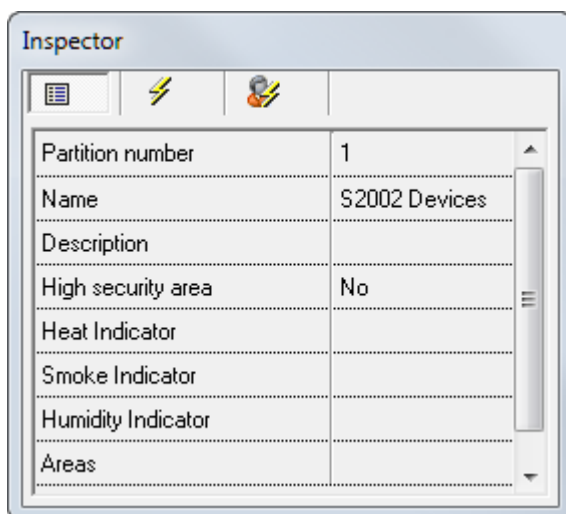 Inspector
Partition number 1
Name S2002 Devices
Description
High security area No
Heat Indicator
Smoke Indicator
Humidity Indicator
Areas